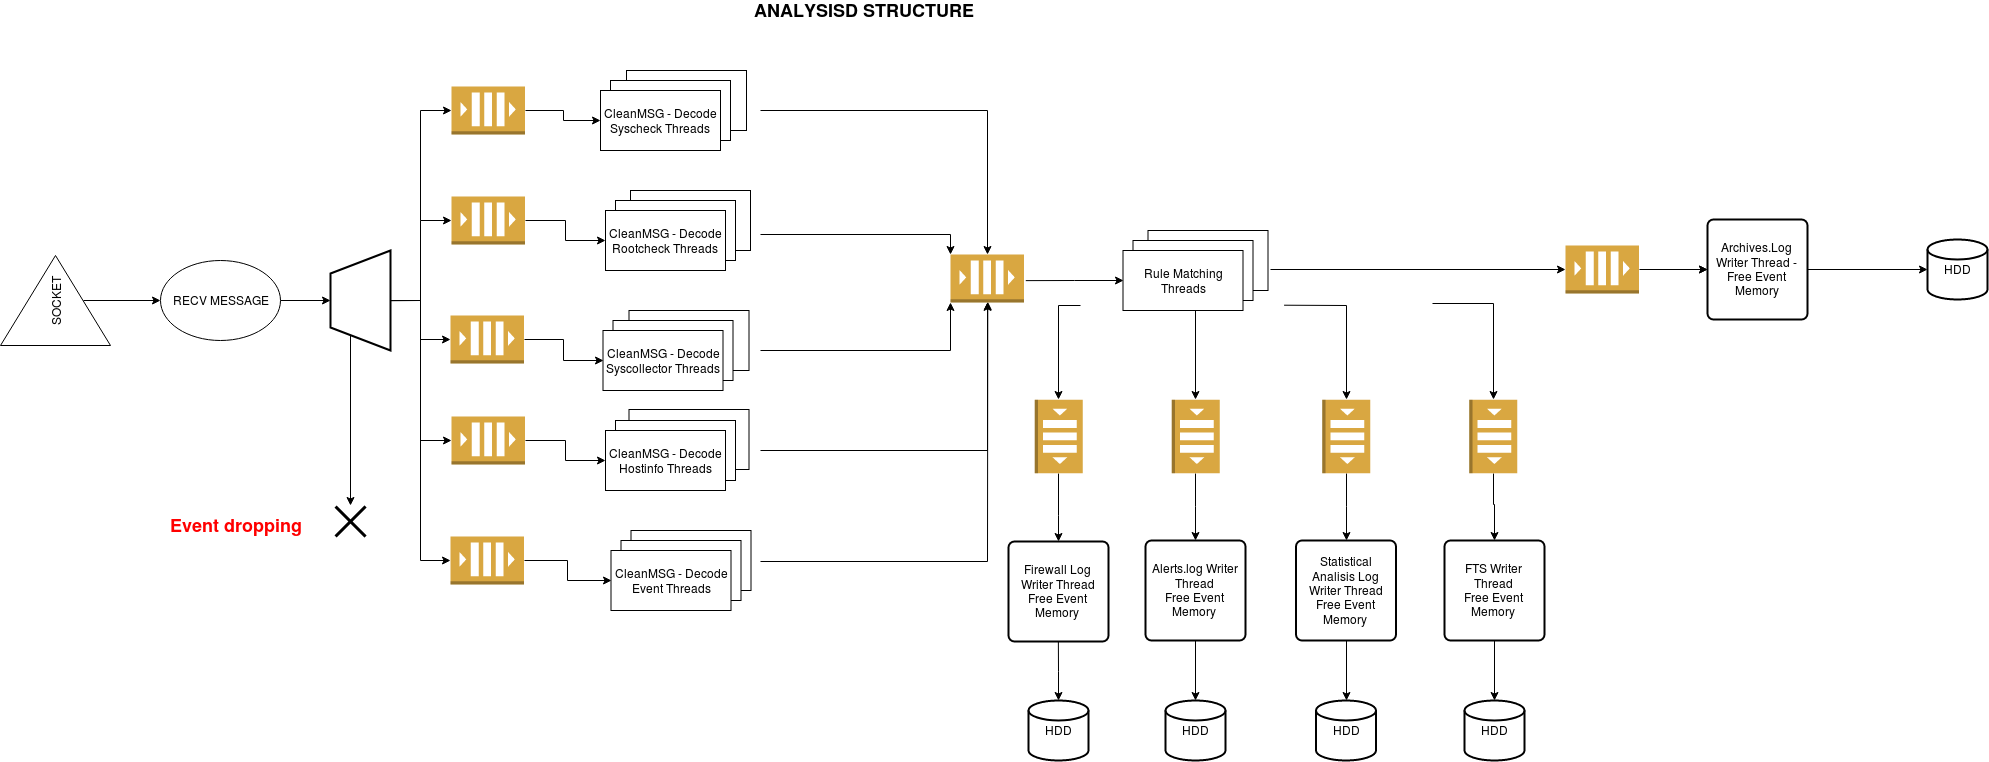 ANALYSISD STRUCTURE
SOCKET
RECV MESSAGE
Event dropping
CleanMSG - Decode
Syscheck Threads
CleanMSG - Decode
Rootcheck Threads
CleanMSG - Decode
Syscollector Threads
CleanMSG - Decode
Hostinfo Threads
CleanMSG - Decode
Event Threads
Rule Matching
Threads
Archives.Log
Writer Thread -
Free Event
Memory
HDD
Firewall Log
Writer Thread
Free Event
Memory
HDD
Alerts.log Writer
Thread
Free Event
Memory
HDD
Statistical
Analisis Log
Writer Thread
Free Event
Memory
HDD
FTS Writer
Thread
Free Event
Memory
HDD